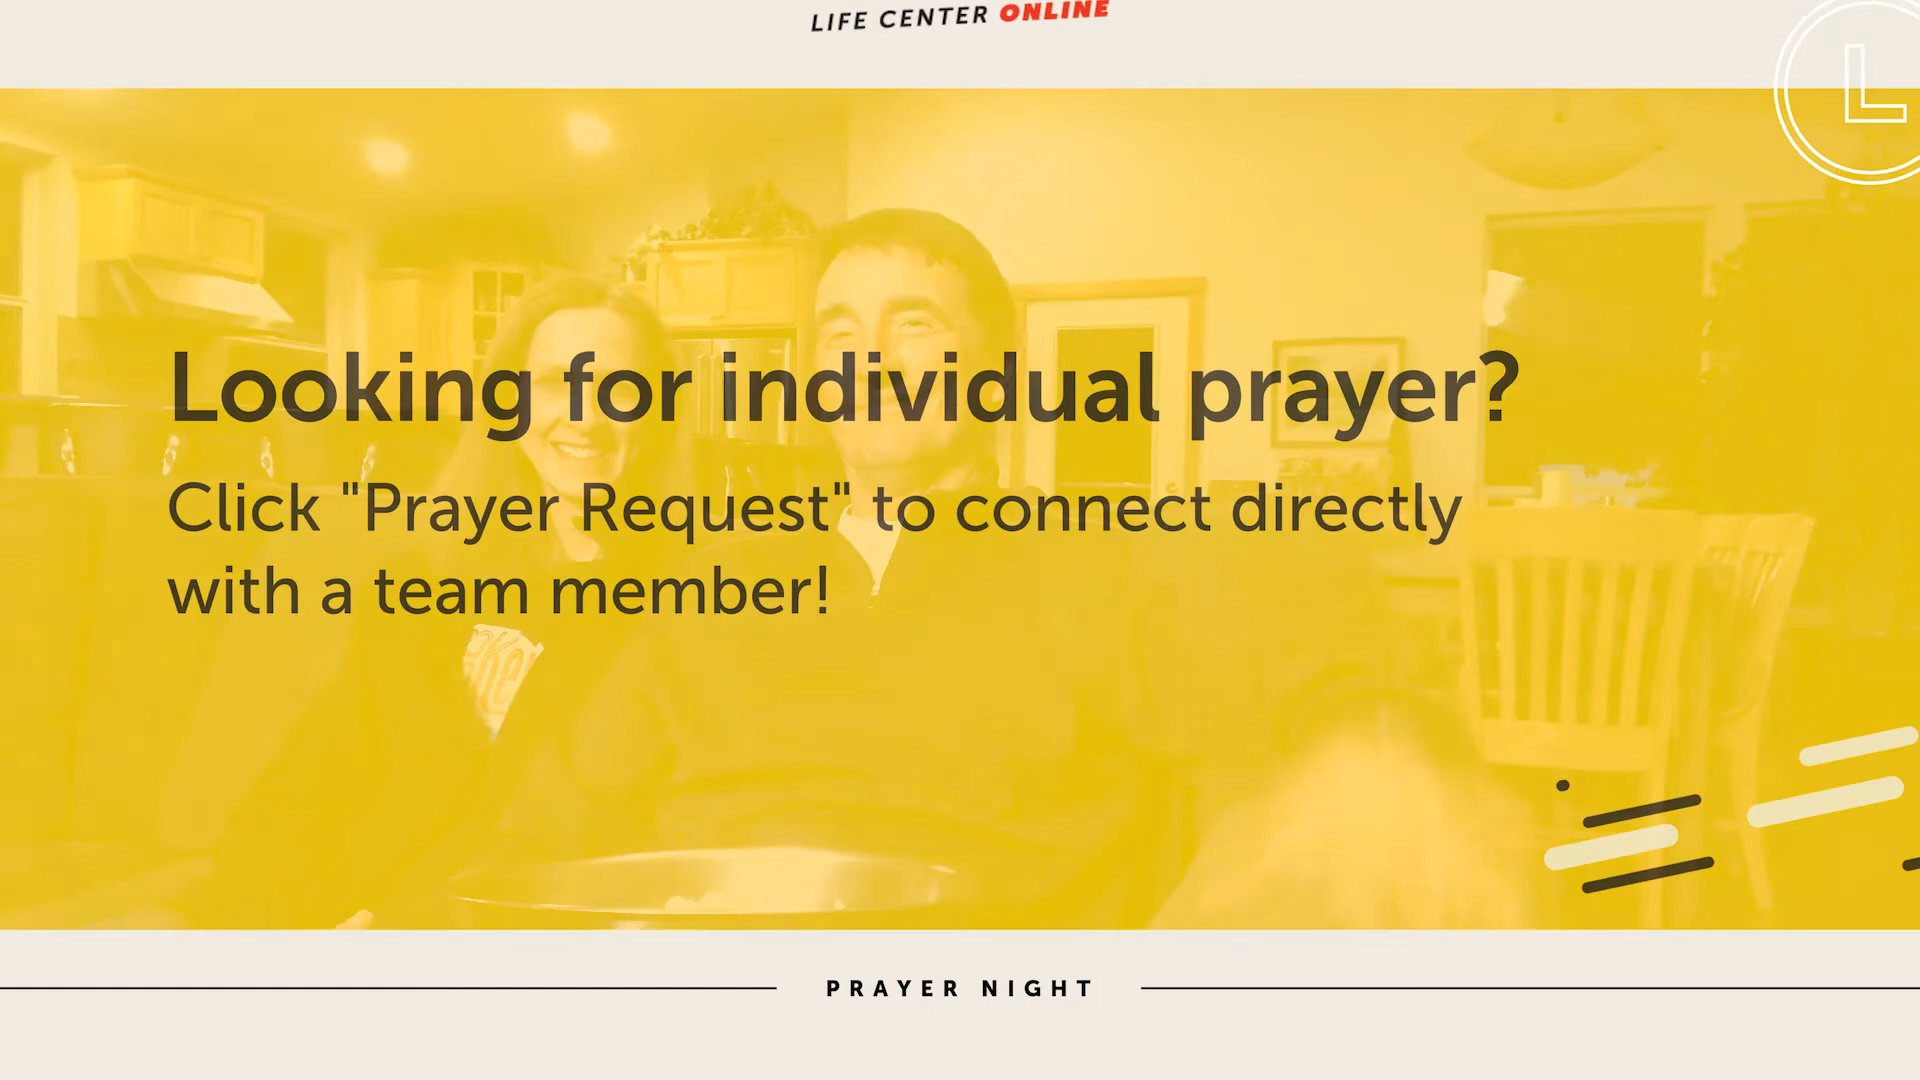 LIFE CENTER ONLINE
L
Looking for individual prayer?
Click "Prayer Request" to connect directly
with a team member!
PRAYER NIGHT